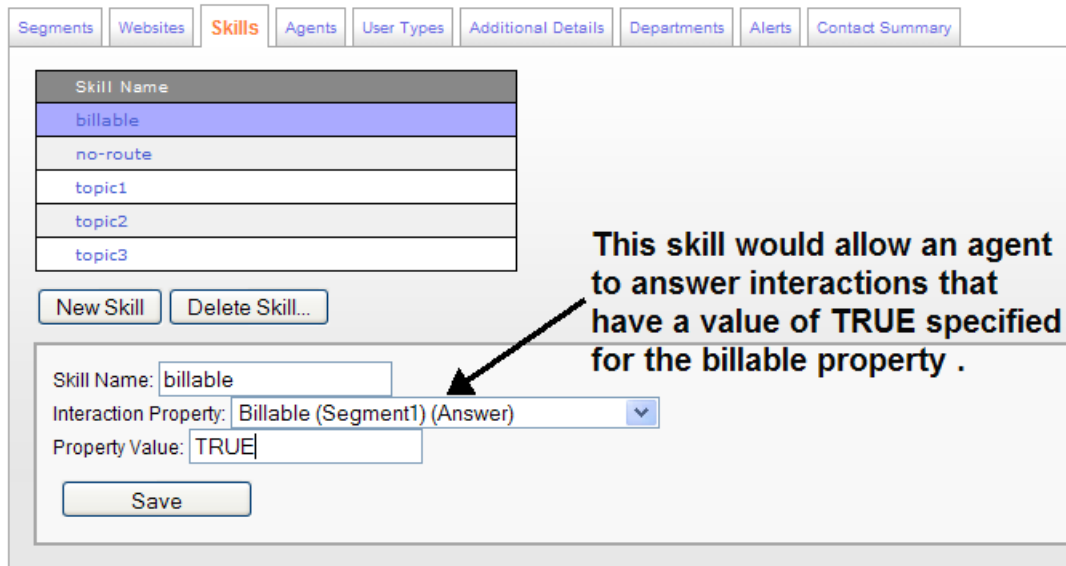 Segments Websites Skills Agents User Types Additional Details Departments Alerts Contact Summary
Skill Name
billable
no-route
topic1
topic2
topic3
New Skill Delete Skill...
This skill would allow an agent
to answer interactions that
have a value of TRUE specified
for the billable property .
Skill Name: billable
Interaction Property: Billable (Segment1) (Answer)
Property Value: TRUE
Save